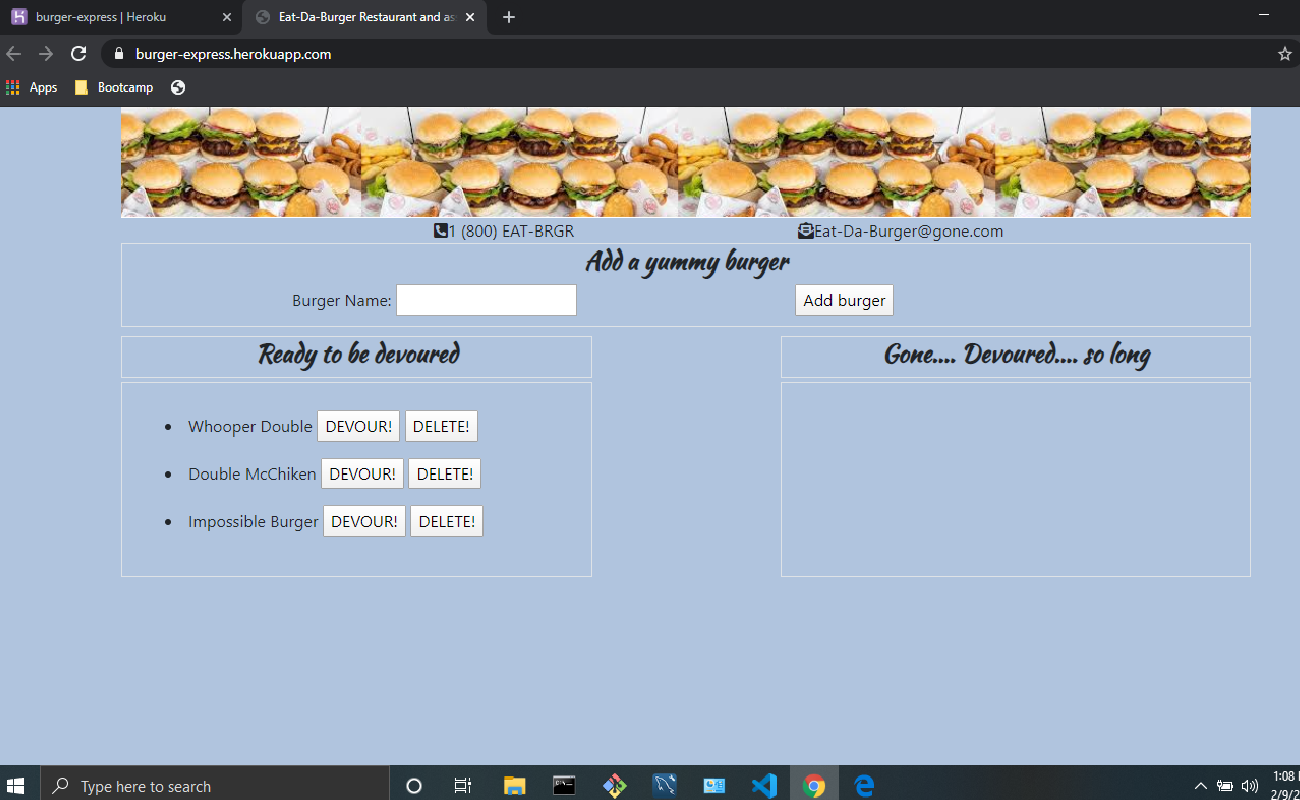 burger-express | Heroku
Eat-Da-Burger Restaurant and as
burger-express.herokuapp.com
Apps Bootcamp
1 (800) EAT-BRGR Eat-Da-Burger@gone.com
Add a yummy burger
Burger Name: Add burger
Ready to be devoured
Gone.... Devoured.... so long
Whooper Double DEVOUR! DELETE!
Double McChiken DEVOUR! DELETE!
Impossible Burger DEVOUR! DELETE!
Type here to search
1:08
2/9/2